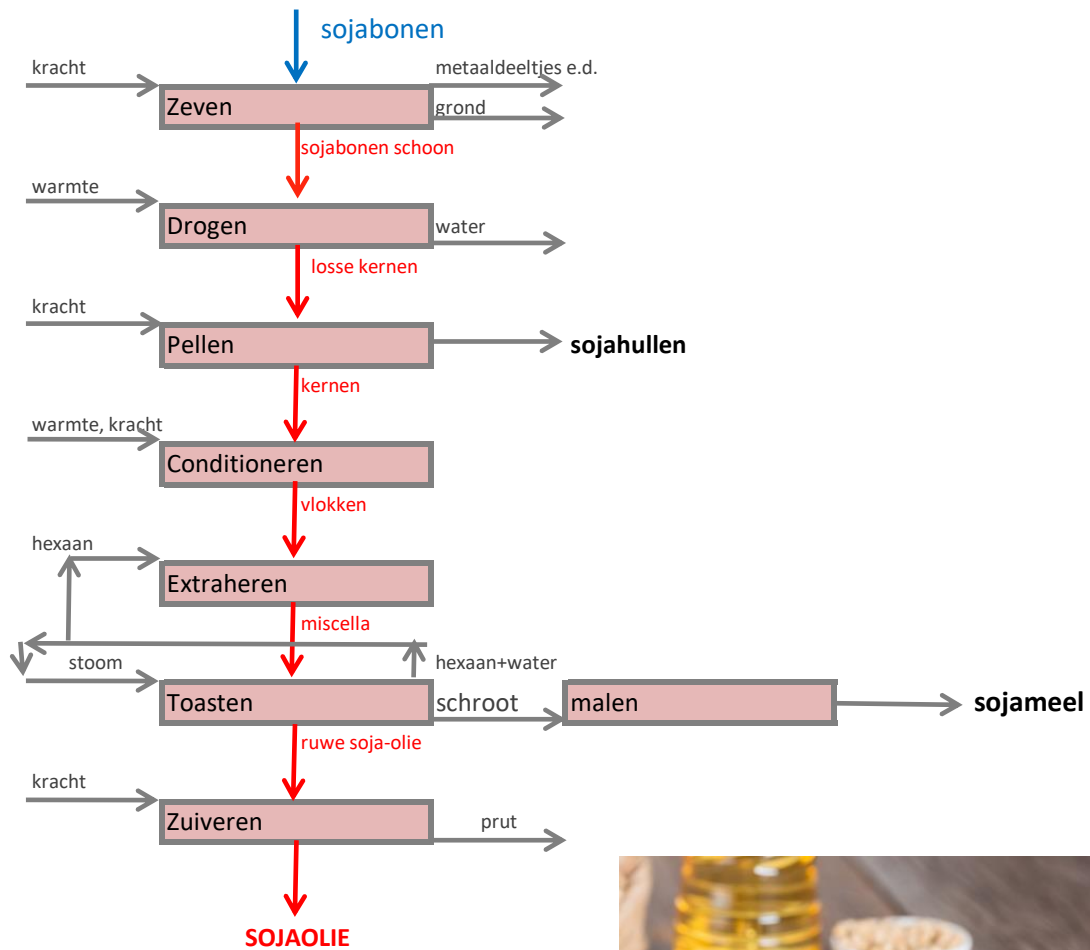 sojabonen
kracht
metaaldeeltjes e.d.
Zeven
grond
sojabonen schoon
warmte
Drogen
water
losse kernen
kracht
Pellen
sojahullen
kernen
warmte, kracht
Conditioneren
vlokken
hexaan
Extraheren
miscella
stoom
hexaan+water
Toasten
schroot
malen
sojameel
ruwe soja-olie
kracht
Zuiveren
prut
SOJAOLIE